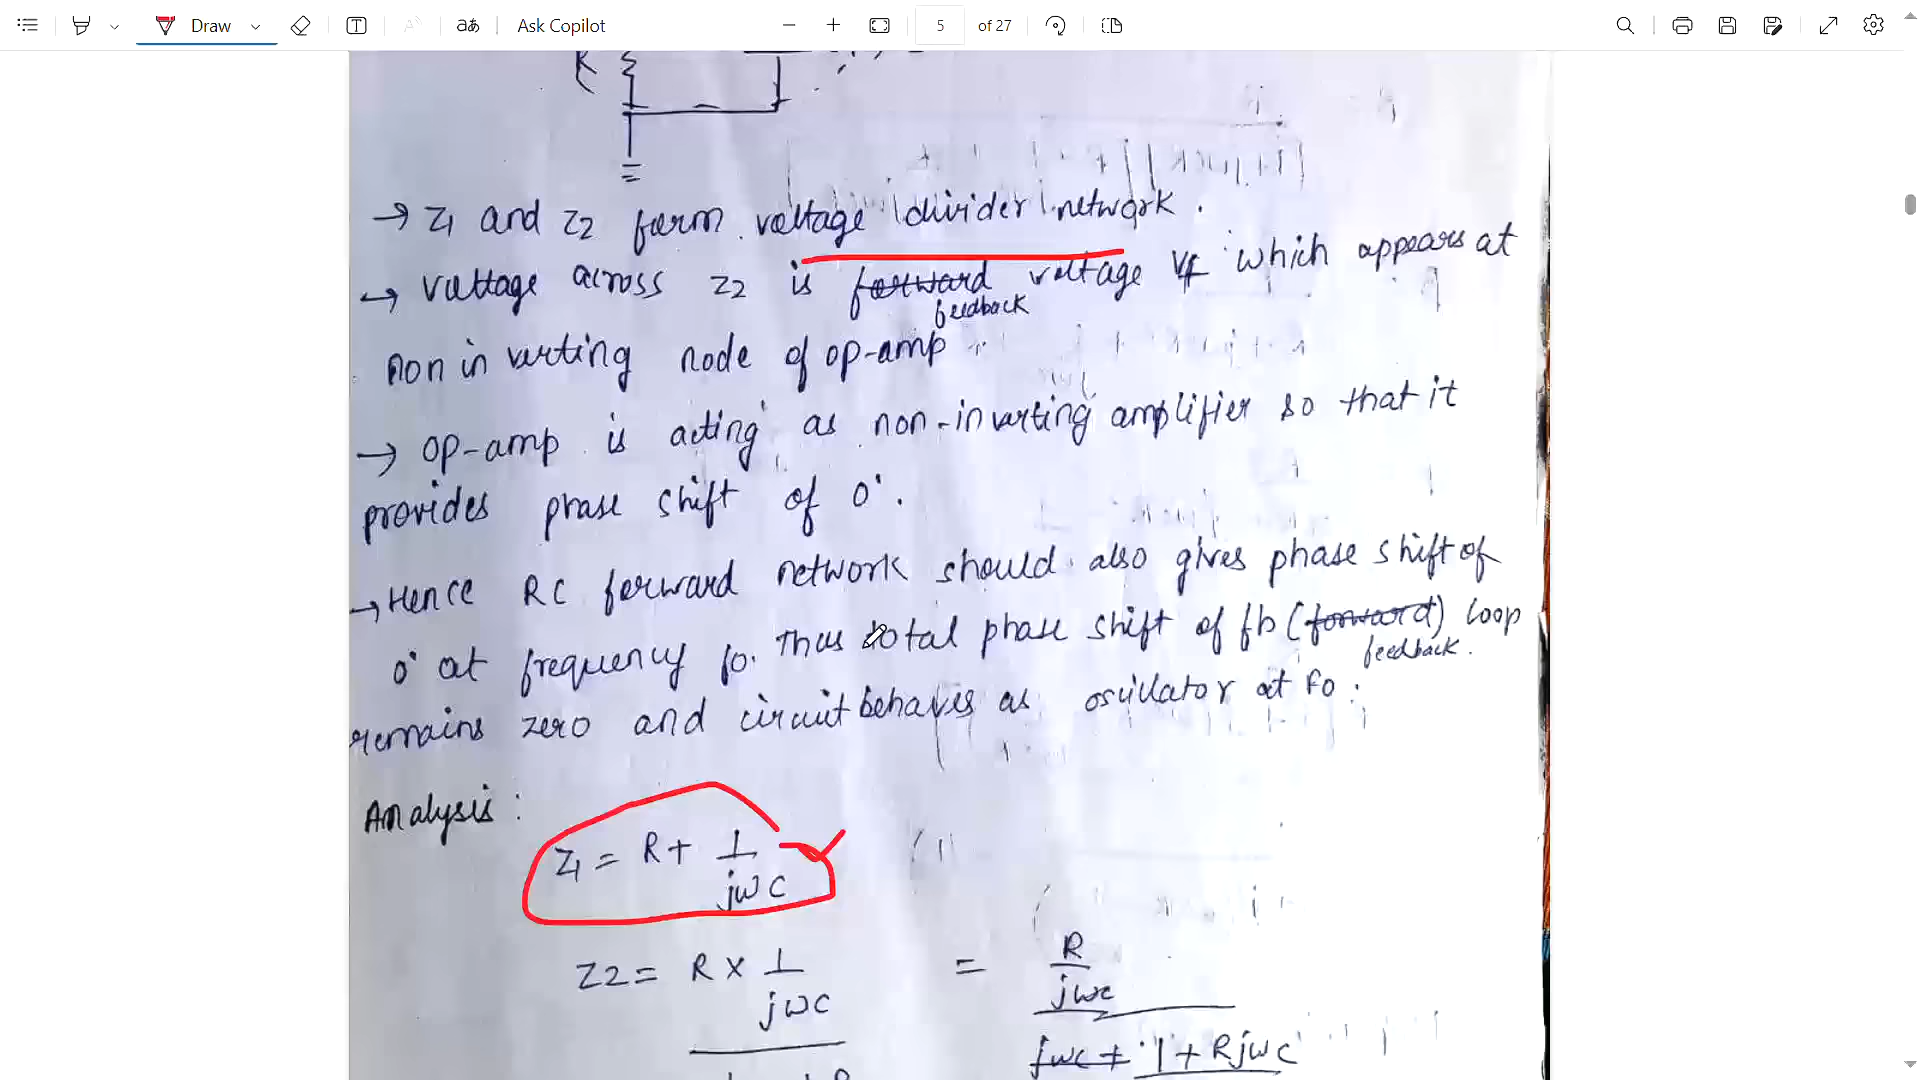 Draw
Ask Copilot
5 of 27
R
→ Z1 and Z2 form voltage divider network.
→ voltage across Z2 is forward voltage Vf which appears at
feedback
non inverting node of op-amp
→ op-amp is acting as non-inverting amplifier so that it
provides phase shift of 0°.
→ Hence RC forward network should also gives phase shift of
0° at frequency fo. Thus total phase shift of fb (forward) loop
feedback.
remains zero and circuit behaves as oscillator at Fo.
Analysis :
Z1 = R + 1/jωc
Z2 = R x 1/jωc = R/jωc
jωc + 1 + Rjωc